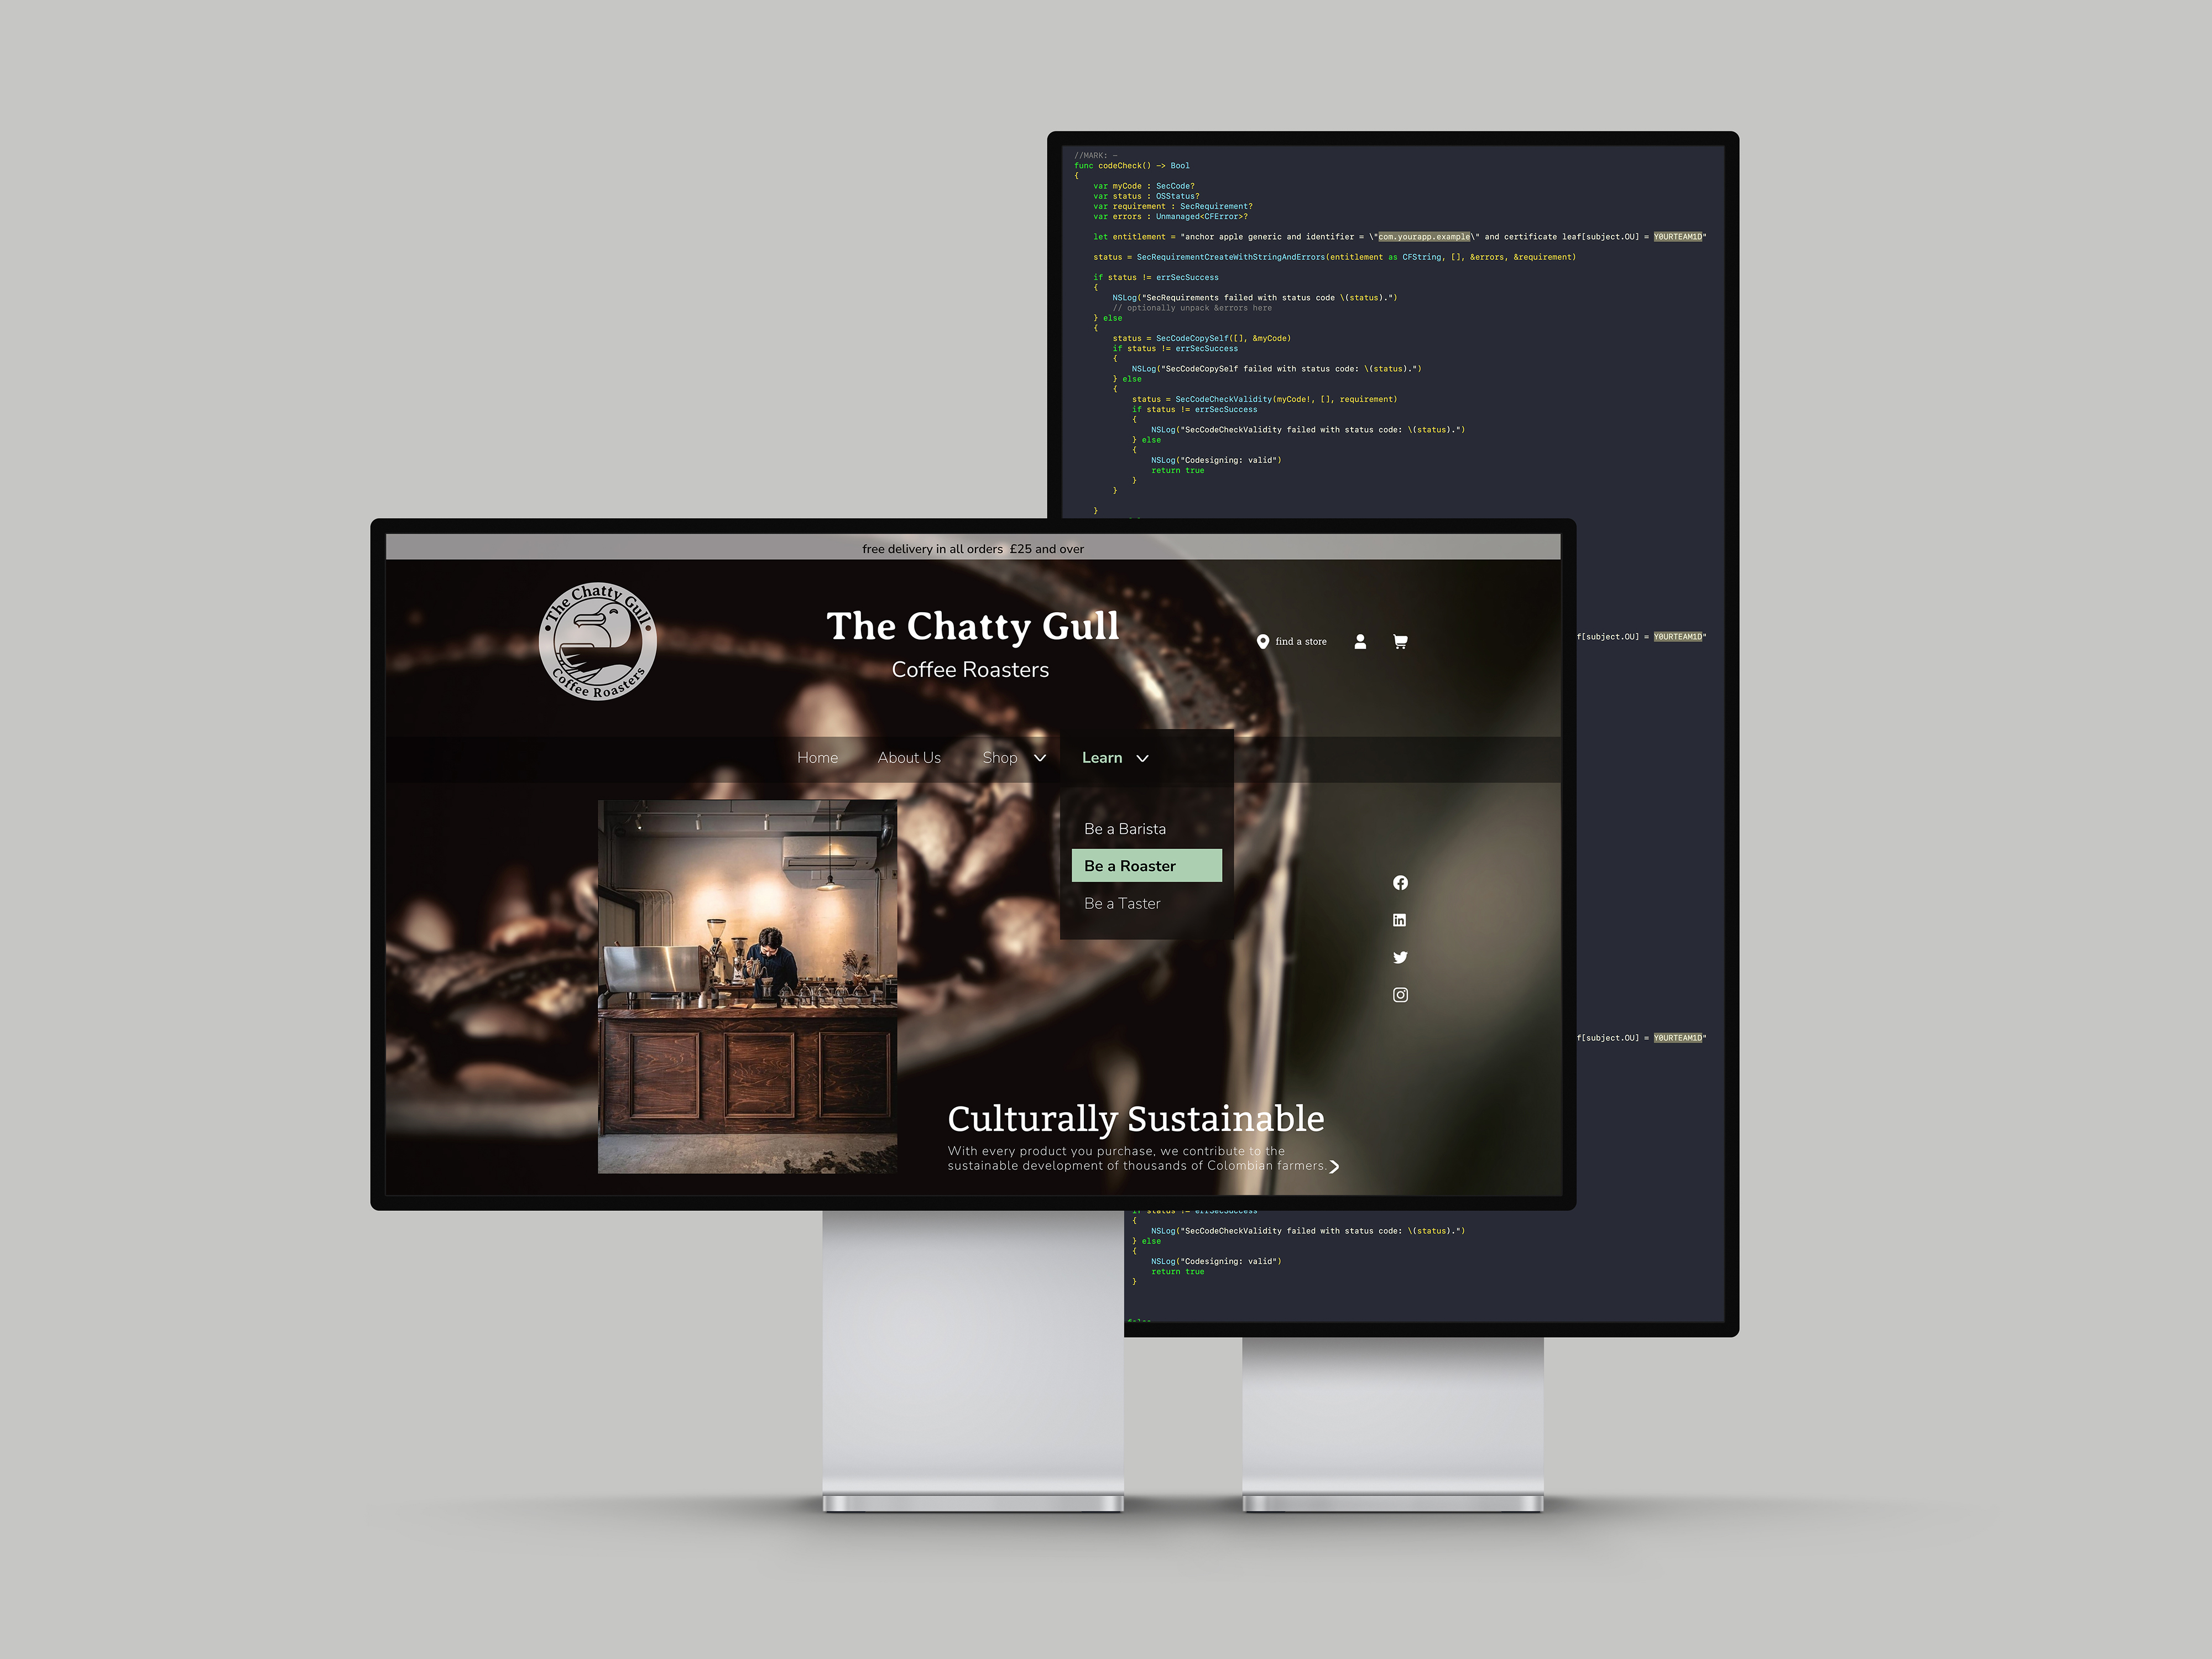 //MARK: –
func codeCheck() -> Bool
{
var myCode : SecCode?
var status : OSStatus?
var requirement : SecRequirement?
var errors : Unmanaged<CFError>?
let entitlement = "anchor apple generic and identifier = \"com.yourapp.example\" and certificate leaf[subject.OU] = Y0URTEAM1D"
status = SecRequirementCreateWithStringAndErrors(entitlement as CFString, [], &errors, &requirement)
if status != errSecSuccess
{
NSLog("SecRequirements failed with status code \(status).")
// optionally unpack &errors here
} else
{
status = SecCodeCopySelf([], &myCode)
if status != errSecSuccess
{
NSLog("SecCodeCopySelf failed with status code: \(status).")
} else
{
status = SecCodeCheckValidity(myCode!, [], requirement)
if status != errSecSuccess
{
NSLog("SecCodeCheckValidity failed with status code: \(status).")
} else
{
NSLog("Codesigning: valid")
return true
}
}
}
free delivery in all orders £25 and over
The Chatty Gull
Coffee Roasters
The Chatty Gull
Coffee Roasters
find a store
f[subject.OU] = Y0URTEAM1D"
Home About Us Shop Learn
Be a Barista
Be a Roaster
Be a Taster
f[subject.OU] = Y0URTEAM1D"
Culturally Sustainable
With every product you purchase, we contribute to the
sustainable development of thousands of Colombian farmers.
if status != errSecSuccess
{
NSLog("SecCodeCheckValidity failed with status code: \(status).")
} else
{
NSLog("Codesigning: valid")
return true
}